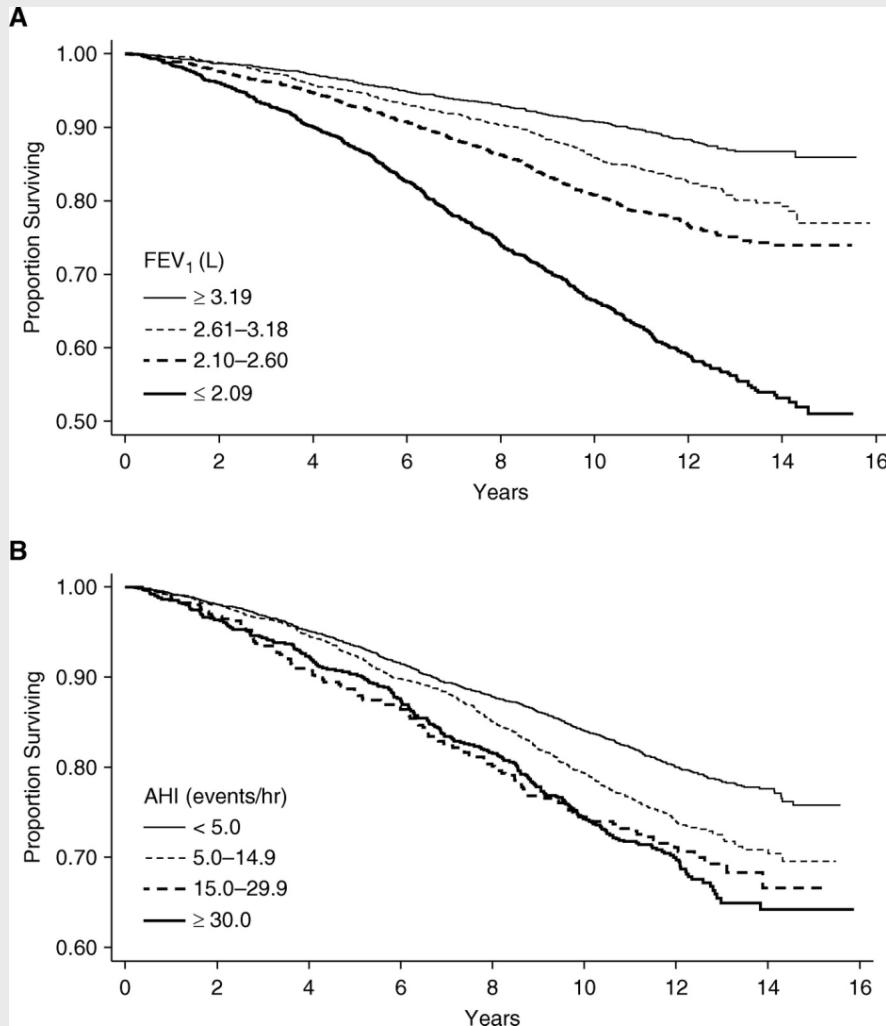 A
1.00
0.90
0.80
0.70
0.60
0.50
Proportion Surviving
FEV₁ (L)
≥ 3.19
2.61–3.18
2.10–2.60
≤ 2.09
0 2 4 6 8 10 12 14 16
Years
B
1.00
0.90
0.80
0.70
0.60
Proportion Surviving
AHI (events/hr)
< 5.0
5.0–14.9
15.0–29.9
≥ 30.0
0 2 4 6 8 10 12 14 16
Years